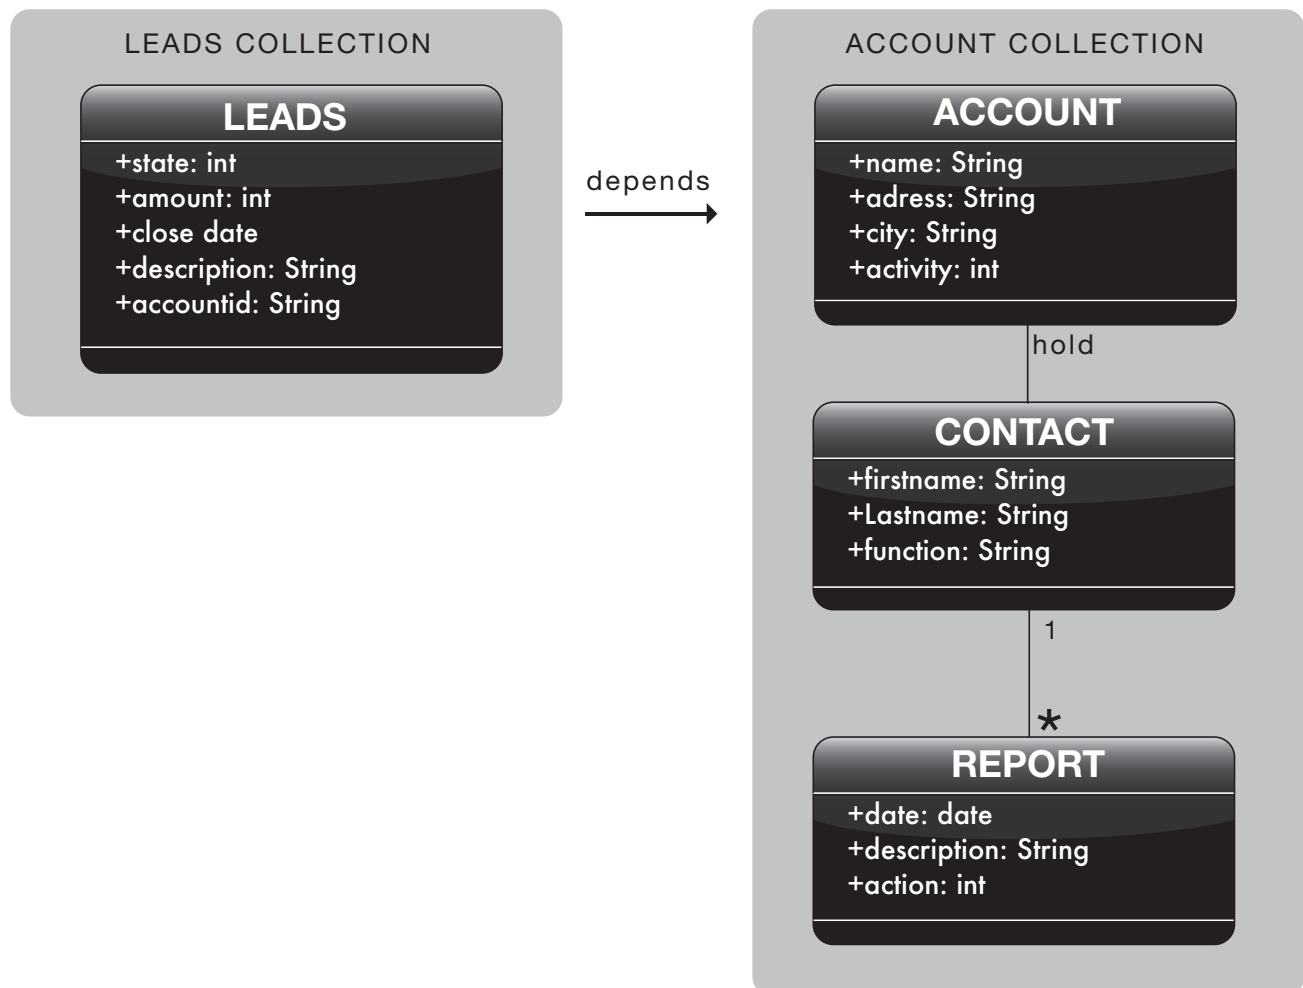 LEADS COLLECTION
LEADS
+state: int
+amount: int
+close date
+description: String
+accountid: String
depends
ACCOUNT COLLECTION
ACCOUNT
+name: String
+adress: String
+city: String
+activity: int
hold
CONTACT
+firstname: String
+Lastname: String
+function: String
1
*
REPORT
+date: date
+description: String
+action: int